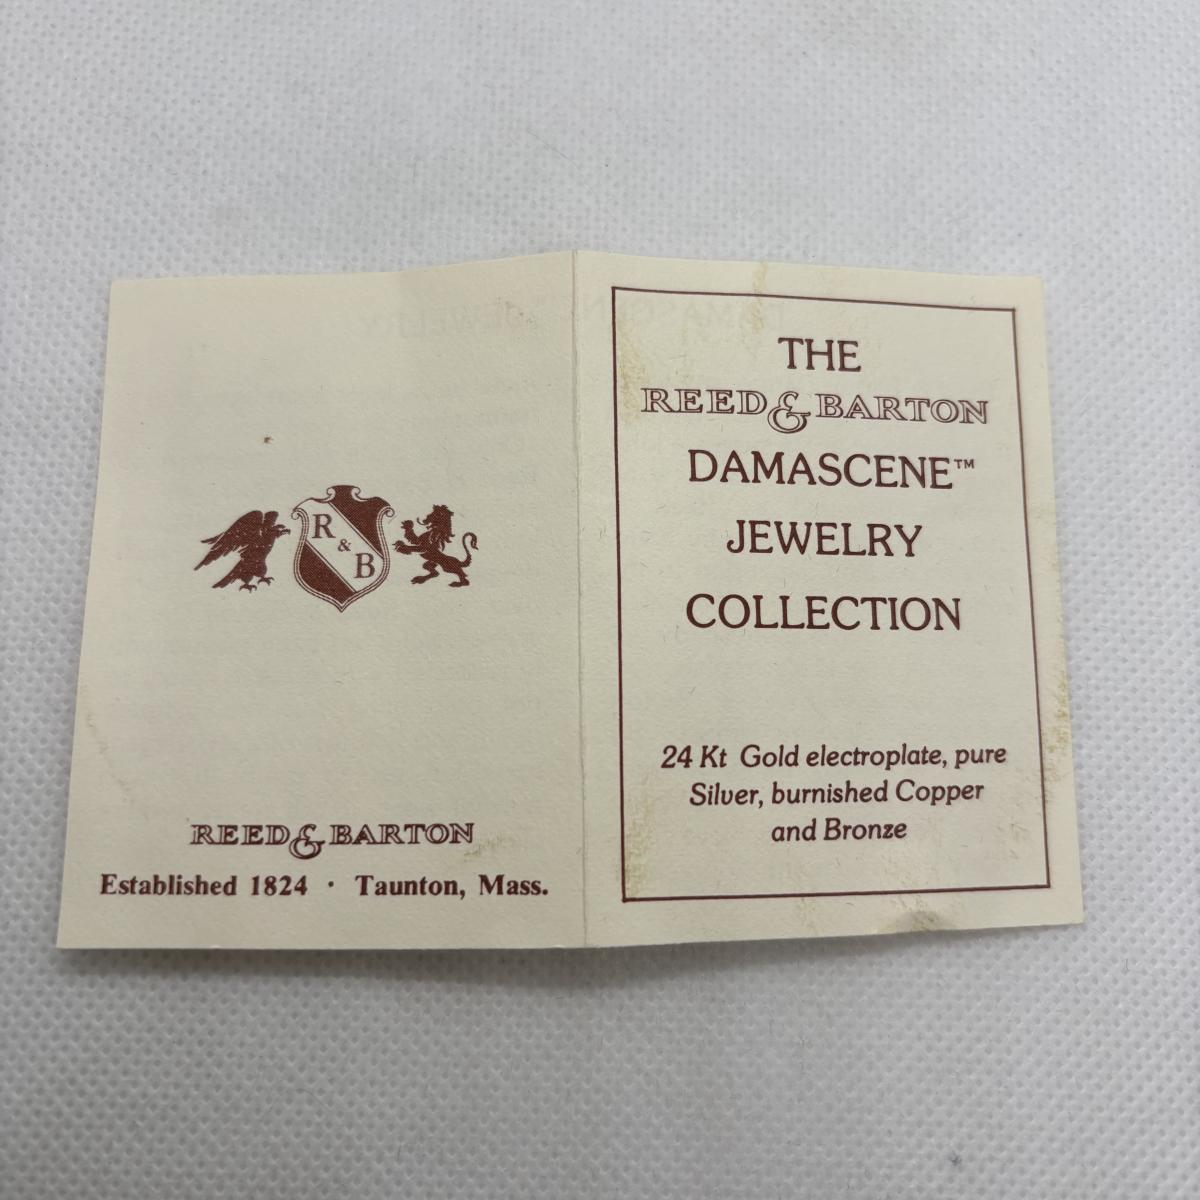 R
&
B
REED & BARTON
Established 1824 · Taunton, Mass.
THE
REED & BARTON
DAMASCENE™
JEWELRY
COLLECTION
24 Kt Gold electroplate, pure
Silver, burnished Copper
and Bronze